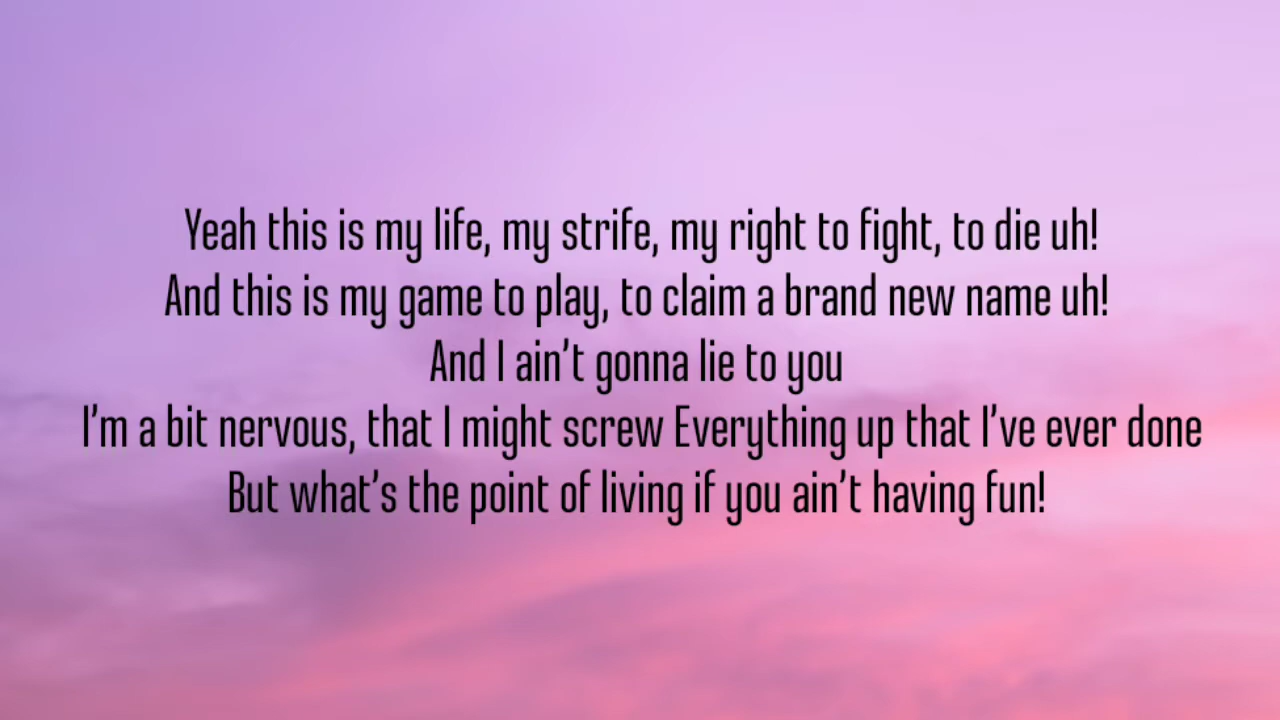 Yeah this is my life, my strife, my right to fight, to die uh!
And this is my game to play, to claim a brand new name uh!
And I ain’t gonna lie to you
I’m a bit nervous, that I might screw Everything up that I’ve ever done
But what’s the point of living if you ain’t having fun!